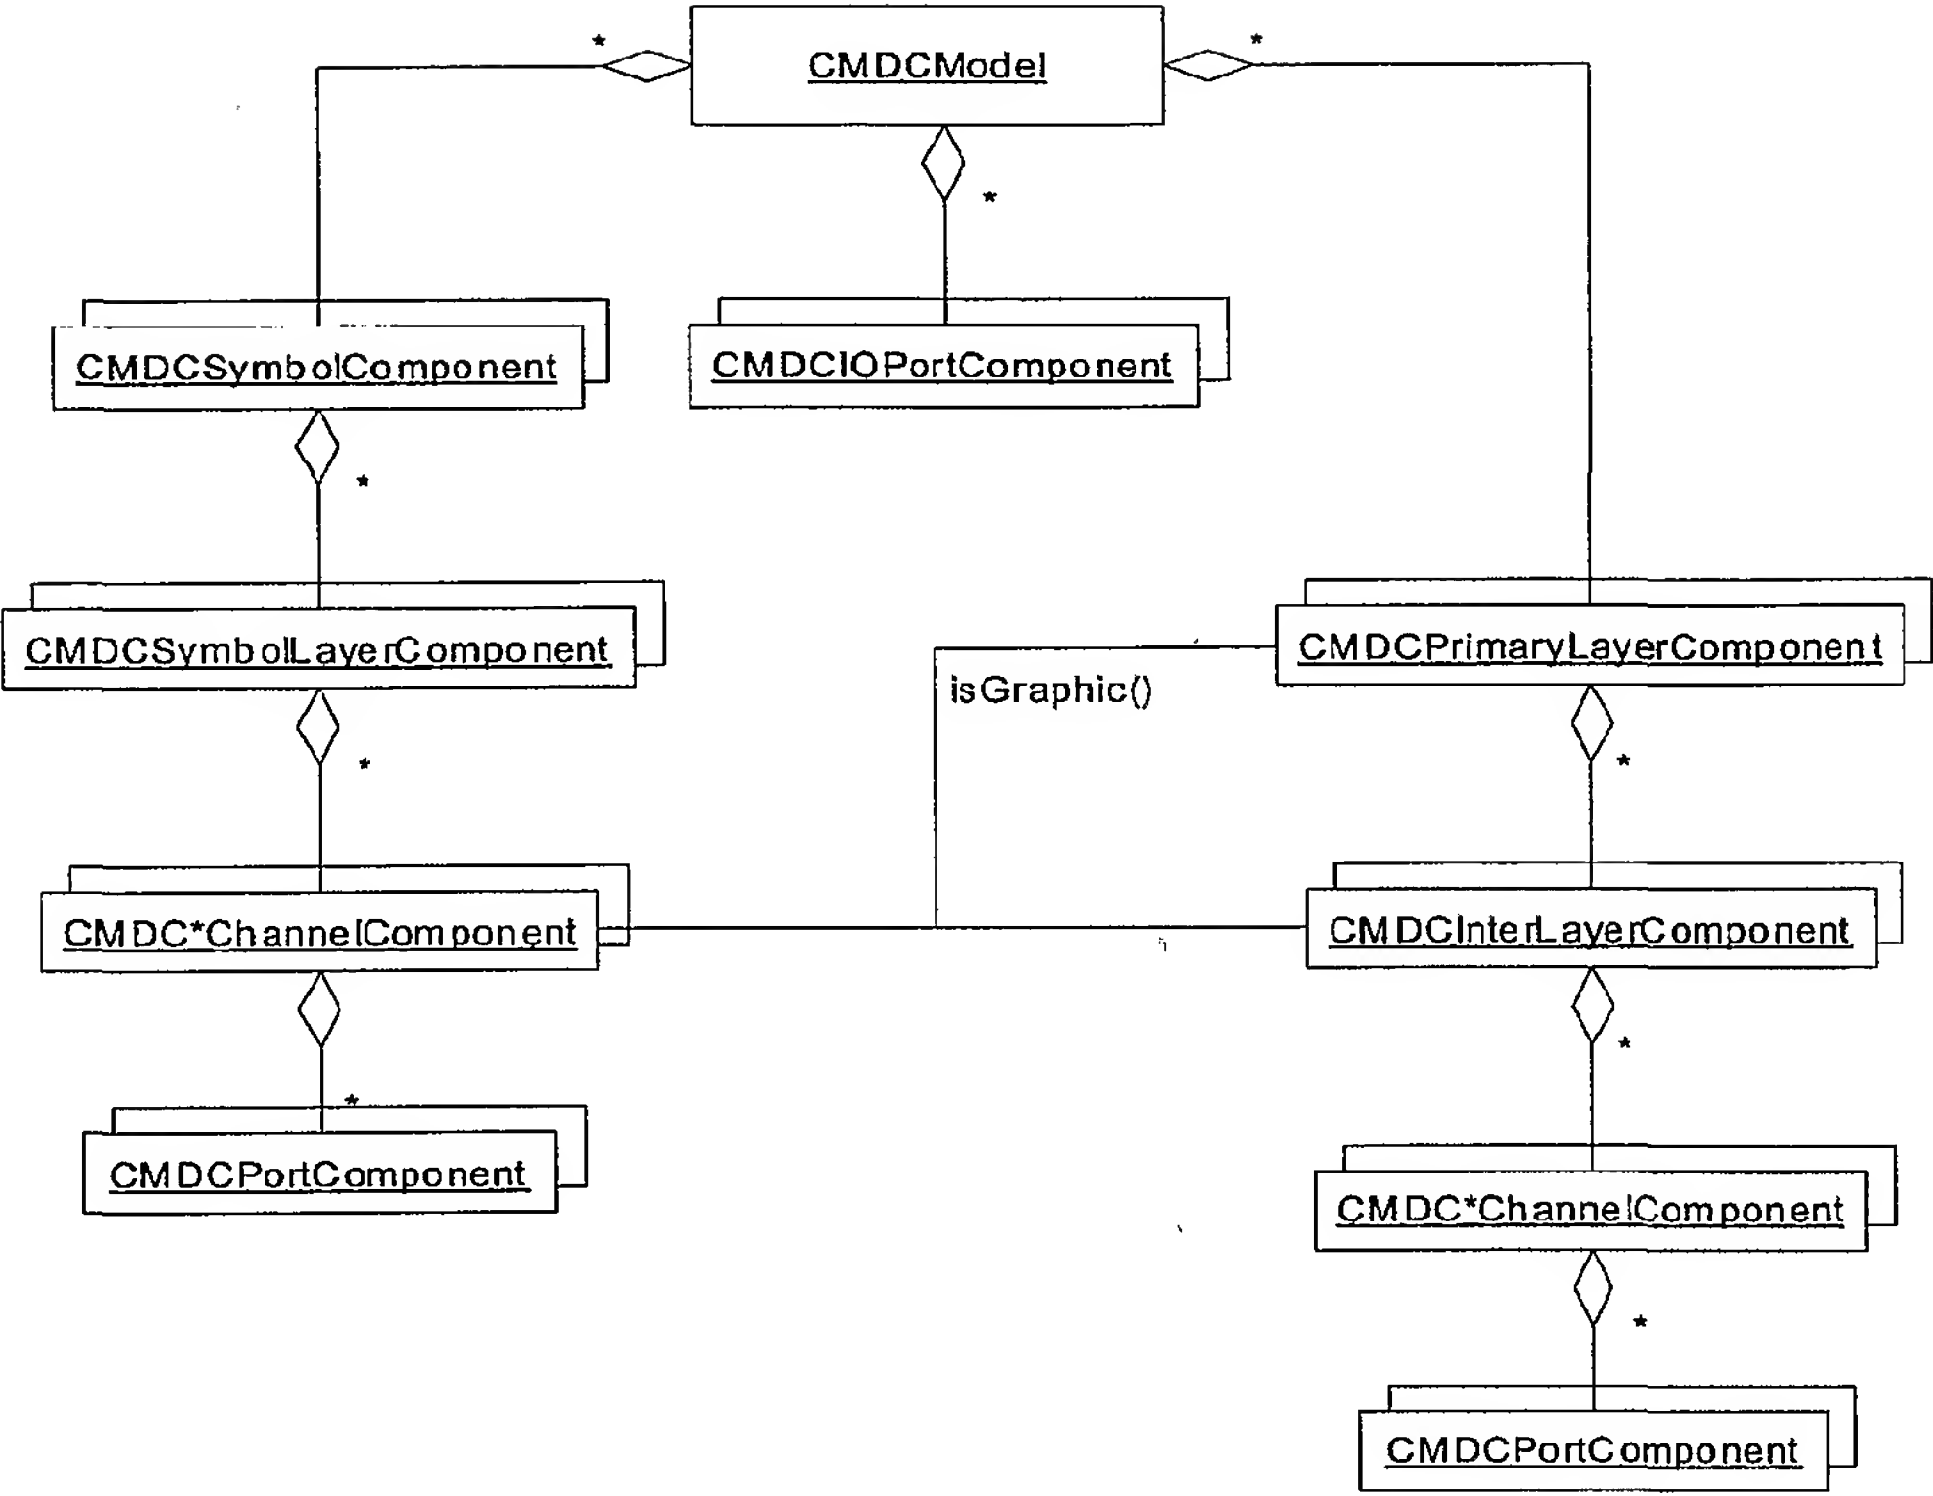 *
CMDCModel
*
*
CMDCSymbolComponent
CMDCIOPortComponent
*
CMDCSymbolLayerComponent
CMDCPrimaryLayerComponent
isGraphic()
*
*
CMDC*ChannelComponent
CMDCInterLayerComponent
*
*
CMDCPortComponent
CMDC*ChannelComponent
*
CMDCPortComponent